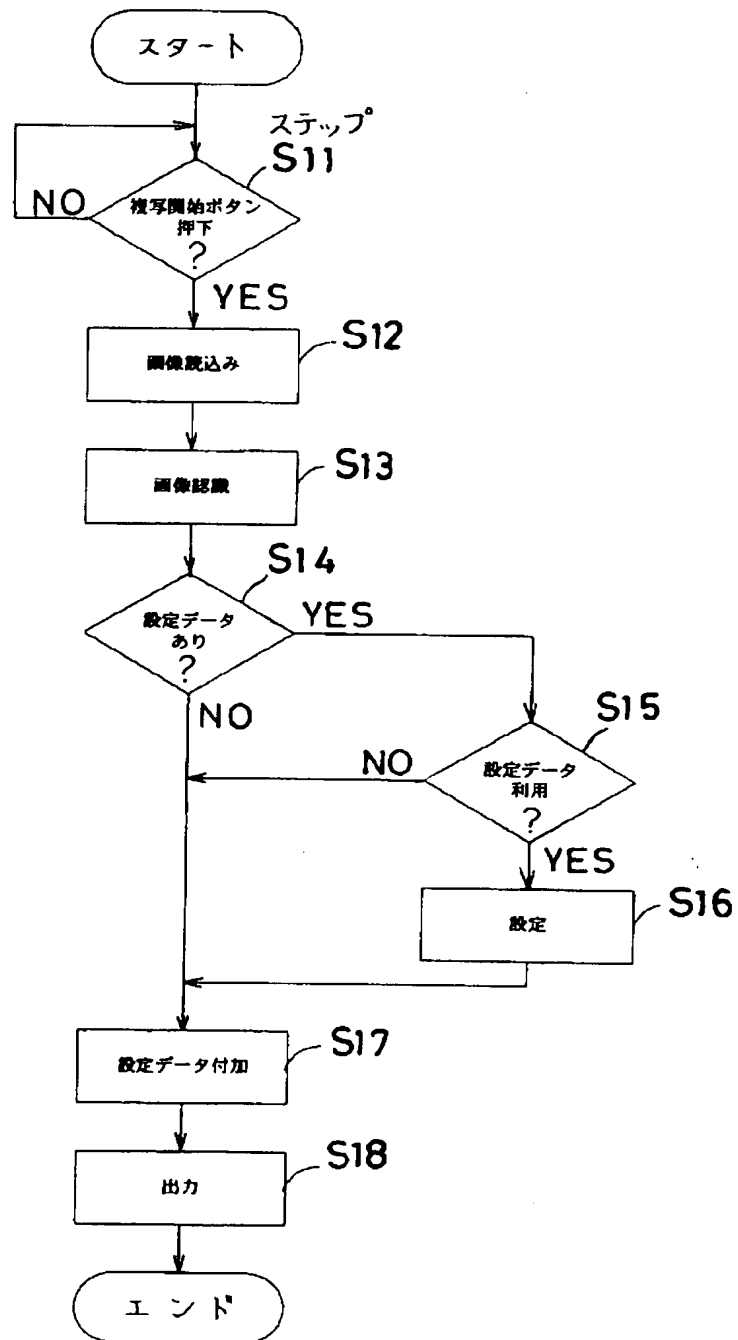 スタート
ステップ
S11
NO
複写開始ボタン
押下
?
YES
S12
画像読込み
S13
画像認識
S14
設定データ
あり
?
YES
NO
S15
NO
設定データ
利用
?
YES
S16
設定
S17
設定データ付加
S18
出力
エンド